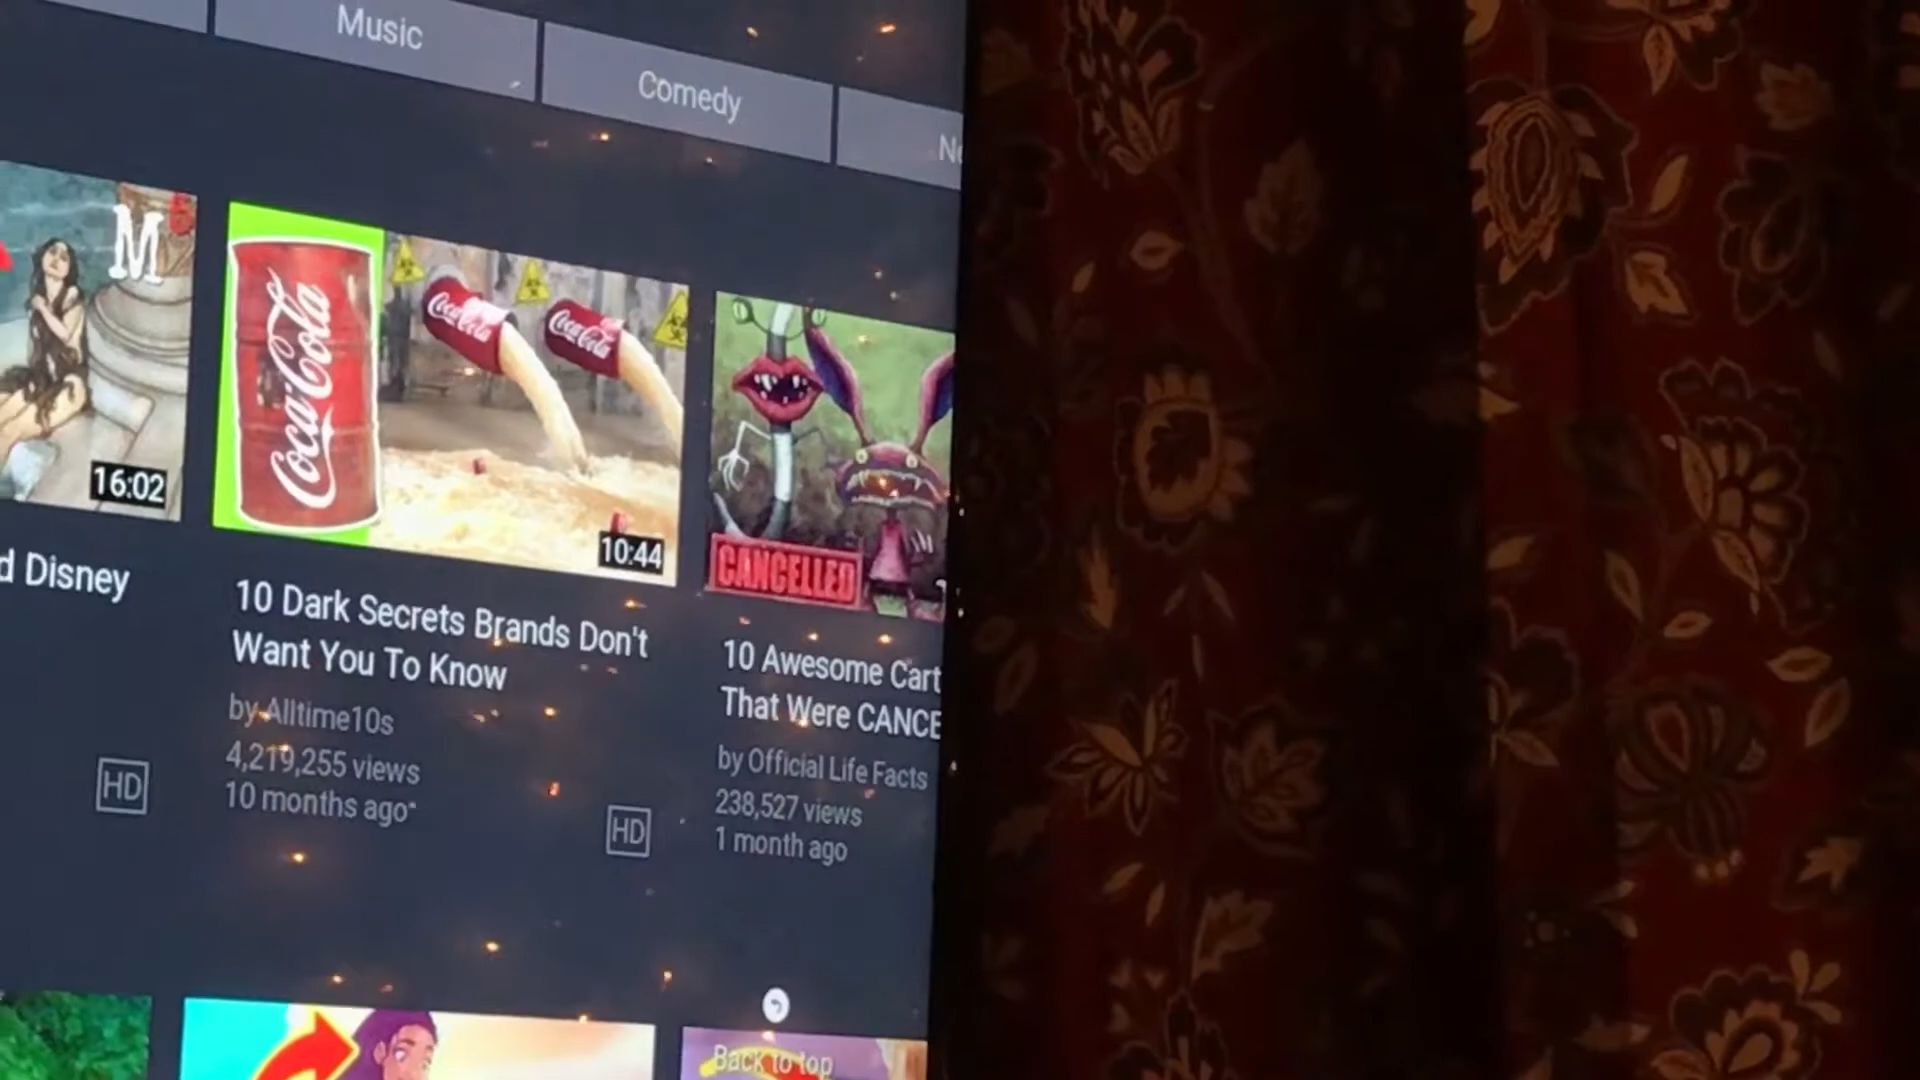 Music
Comedy
M
Coca-Cola
Coca-Cola
Coca-Cola
16:02
10:44
CANCELLED
d Disney
10 Dark Secrets Brands Don't
Want You To Know
by Alltime10s
4,219,255 views
10 months ago
HD
HD
10 Awesome Cart
That Were CANCE
by Official Life Facts
238,527 views
1 month ago
Back to top